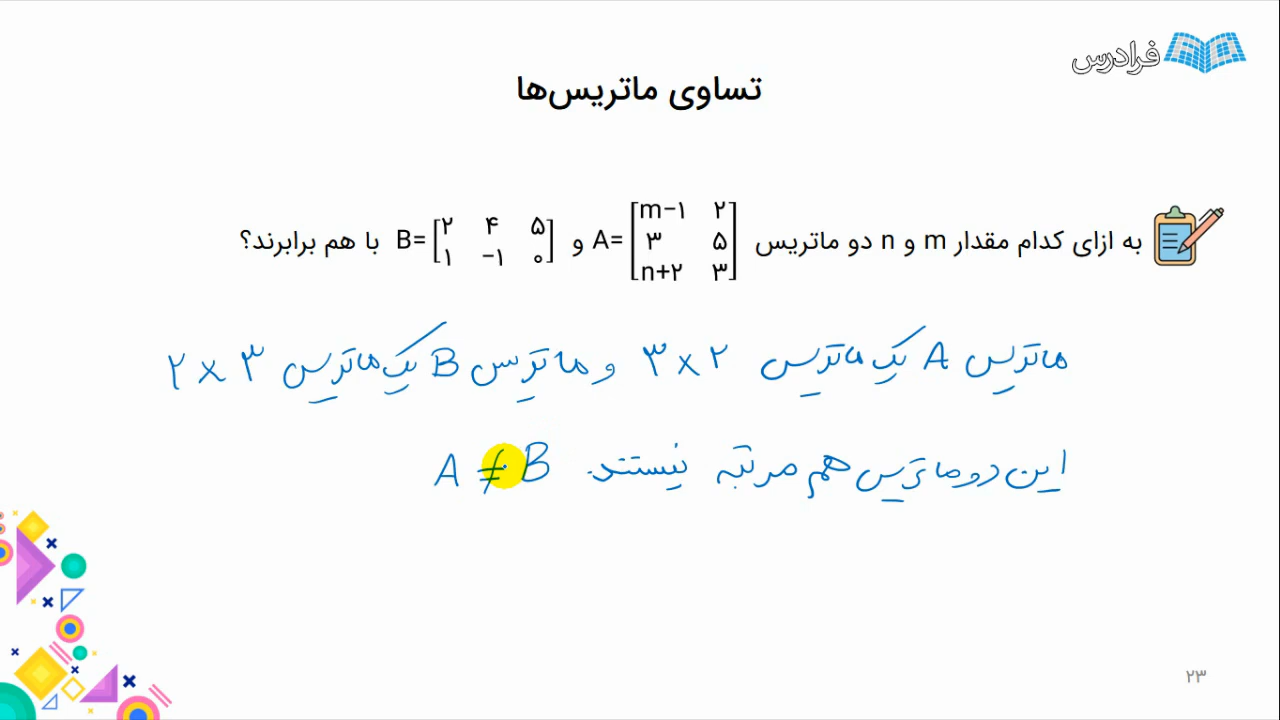 فرادرس
تساوی ماتریس‌ها
به ازای کدام مقدار m و n دو ماتریس A=[m−۱ ۲ ۳ ۵ n+۲ ۳] و B=[۲ ۴ ۵ ۱ −۱ ۰] با هم برابرند؟
ماتریس A یک ماتریس ۳×۲ و ماتریس B یک ماتریس ۲×۳
این دو ماتریس هم مرتبه نیستند. A ≠ B
۲۳